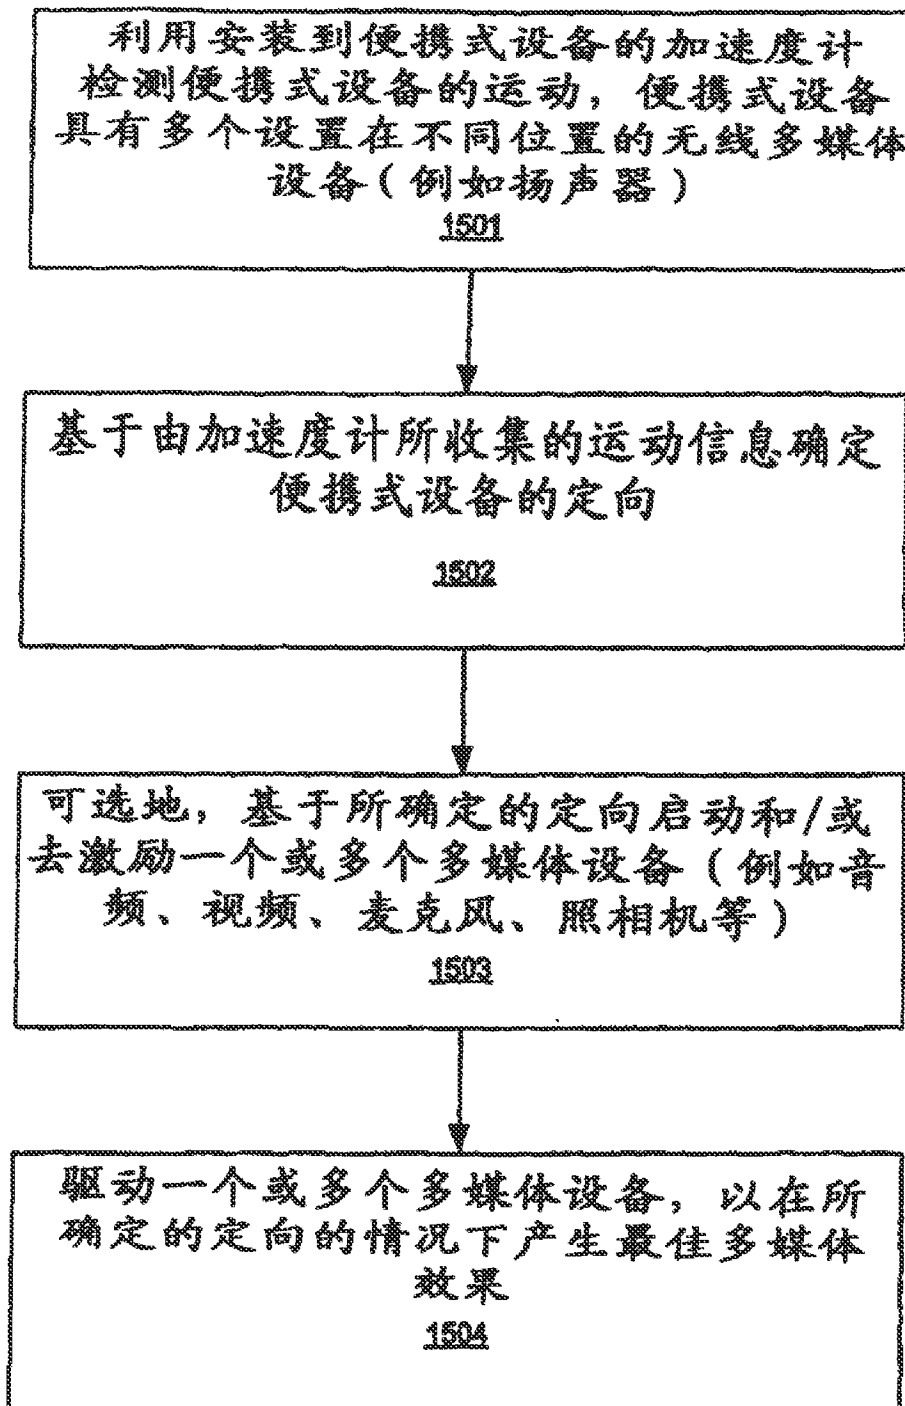 利用安装到便携式设备的加速度计
检测便携式设备的运动，便携式设备
具有多个设置在不同位置的无线多媒体
设备（例如扬声器）
1501
基于由加速度计所收集的运动信息确定
便携式设备的定向
1502
可选地，基于所确定的定向启动和/或
去激励一个或多个多媒体设备（例如音
频、视频、麦克风、照相机等）
1503
驱动一个或多个多媒体设备，以在所
确定的定向的情况下产生最佳多媒体
效果
1504